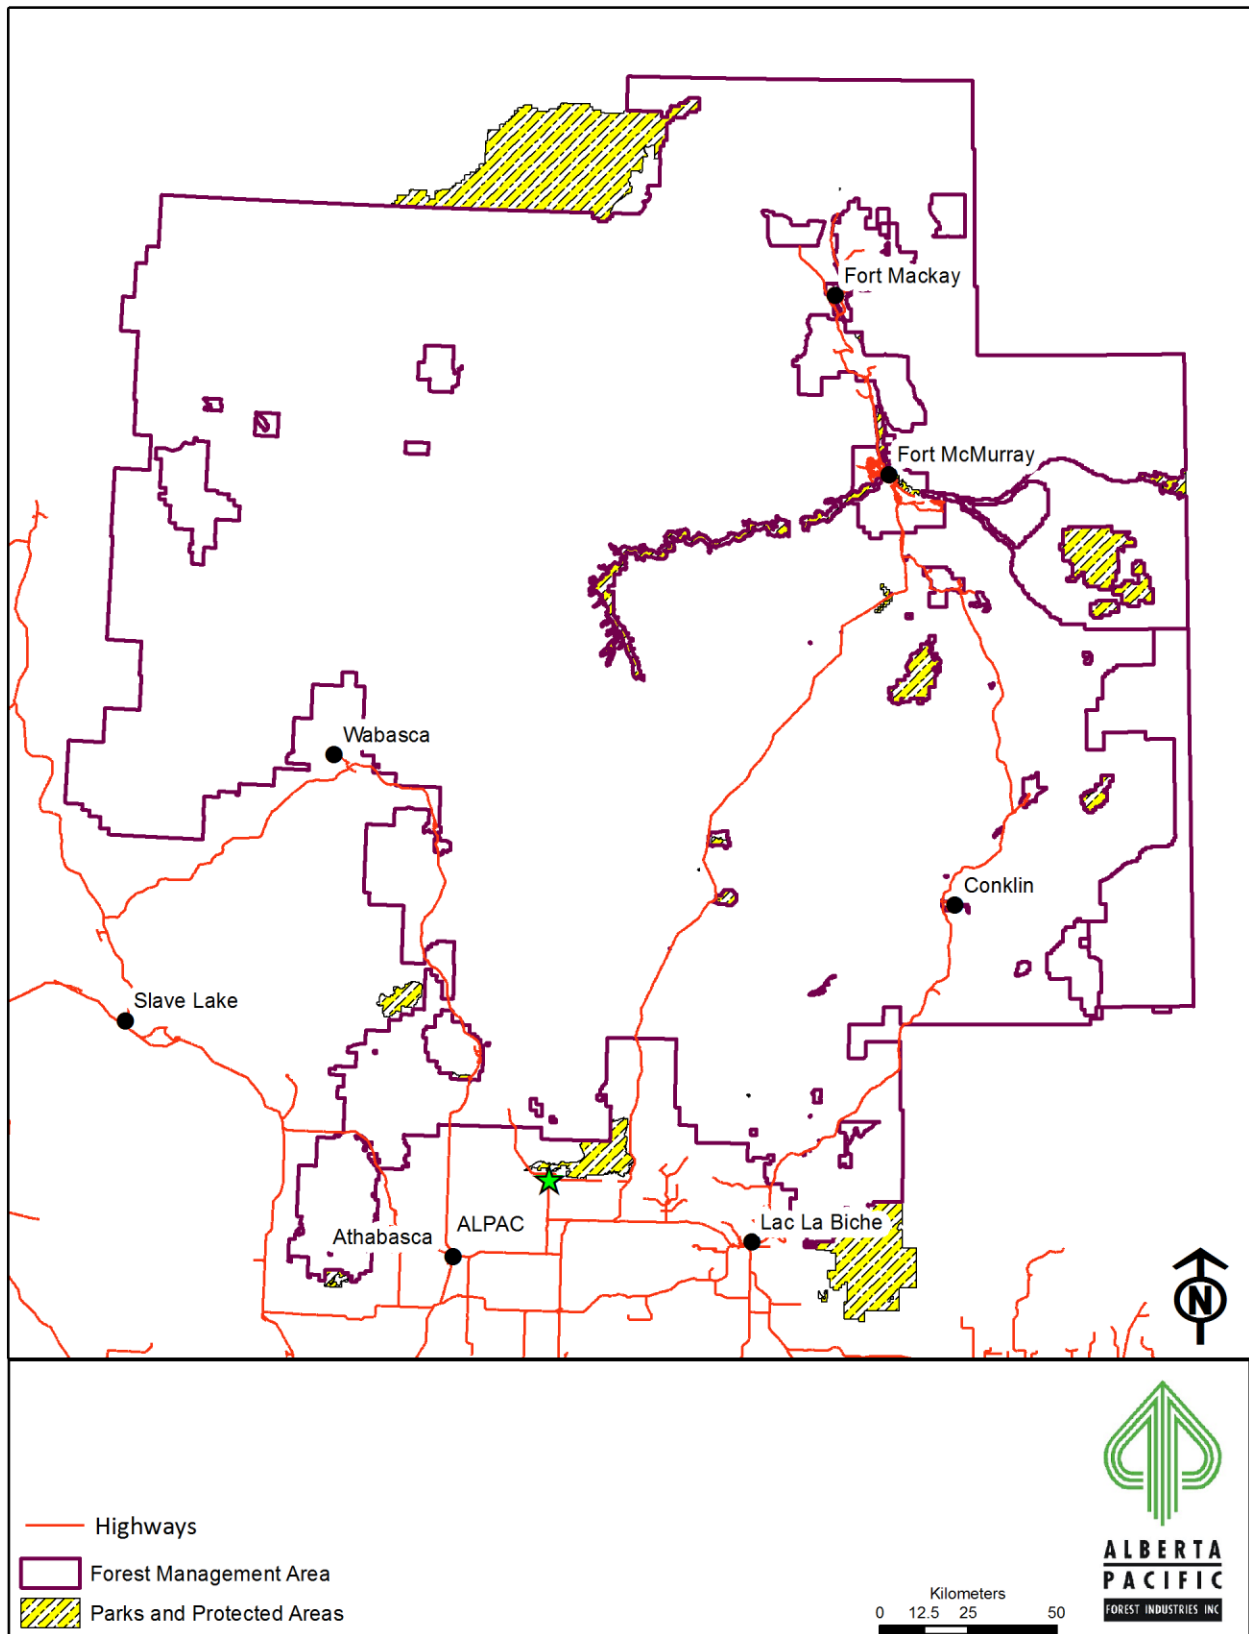 Fort Mackay
Fort McMurray
Wabasca
Conklin
Slave Lake
ALPAC
Athabasca
Lac La Biche
N
Highways
Forest Management Area
Parks and Protected Areas
Kilometers
0 12.5 25 50
ALBERTA
PACIFIC
FOREST INDUSTRIES INC